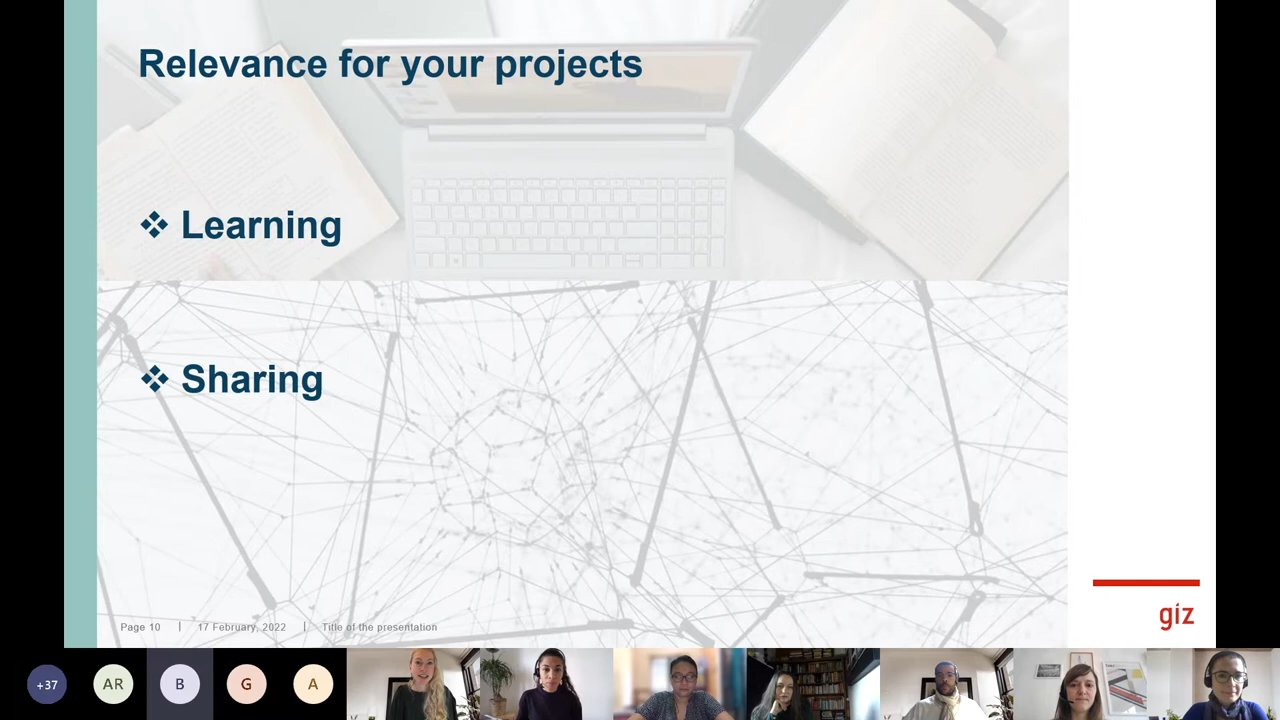 Relevance for your projects
❖ Learning
❖ Sharing
Page 10 | 17 February, 2022 | Title of the presentation
giz
+37 AR B G A